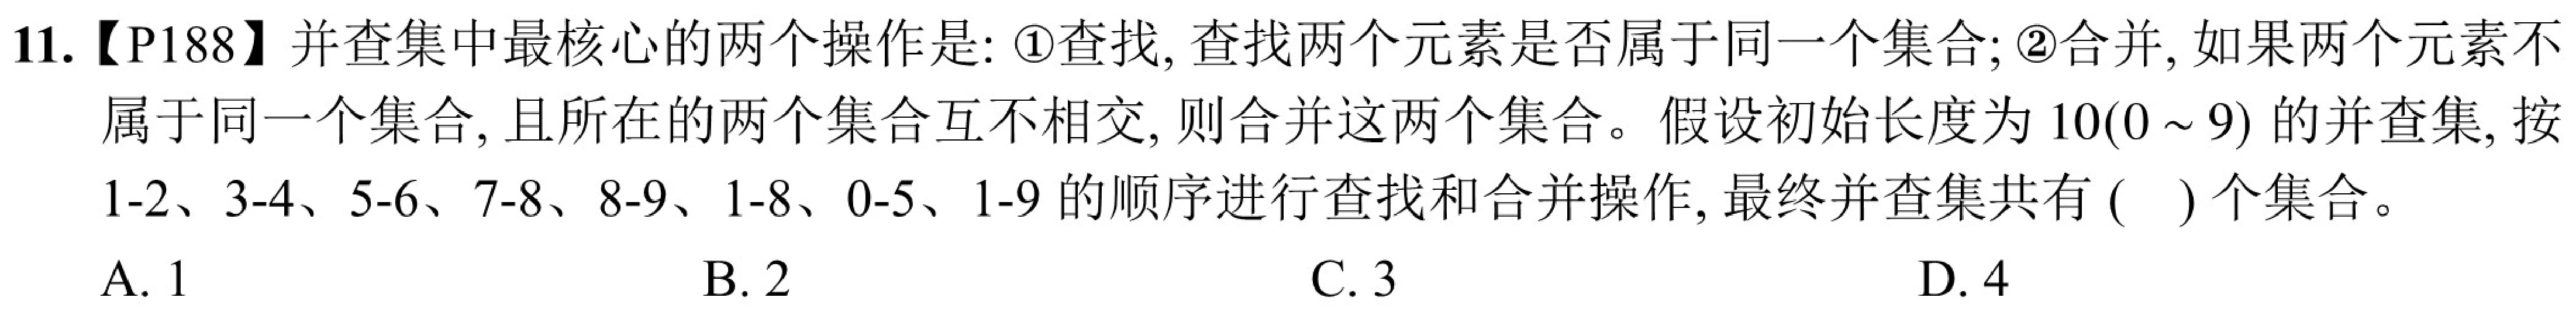 11.【P188】并查集中最核心的两个操作是: ①查找, 查找两个元素是否属于同一个集合; ②合并, 如果两个元素不
属于同一个集合, 且所在的两个集合互不相交, 则合并这两个集合。假设初始长度为 10(0 ~ 9) 的并查集, 按
1-2、3-4、5-6、7-8、8-9、1-8、0-5、1-9 的顺序进行查找和合并操作, 最终并查集共有 ( ) 个集合。
A. 1 B. 2 C. 3 D. 4